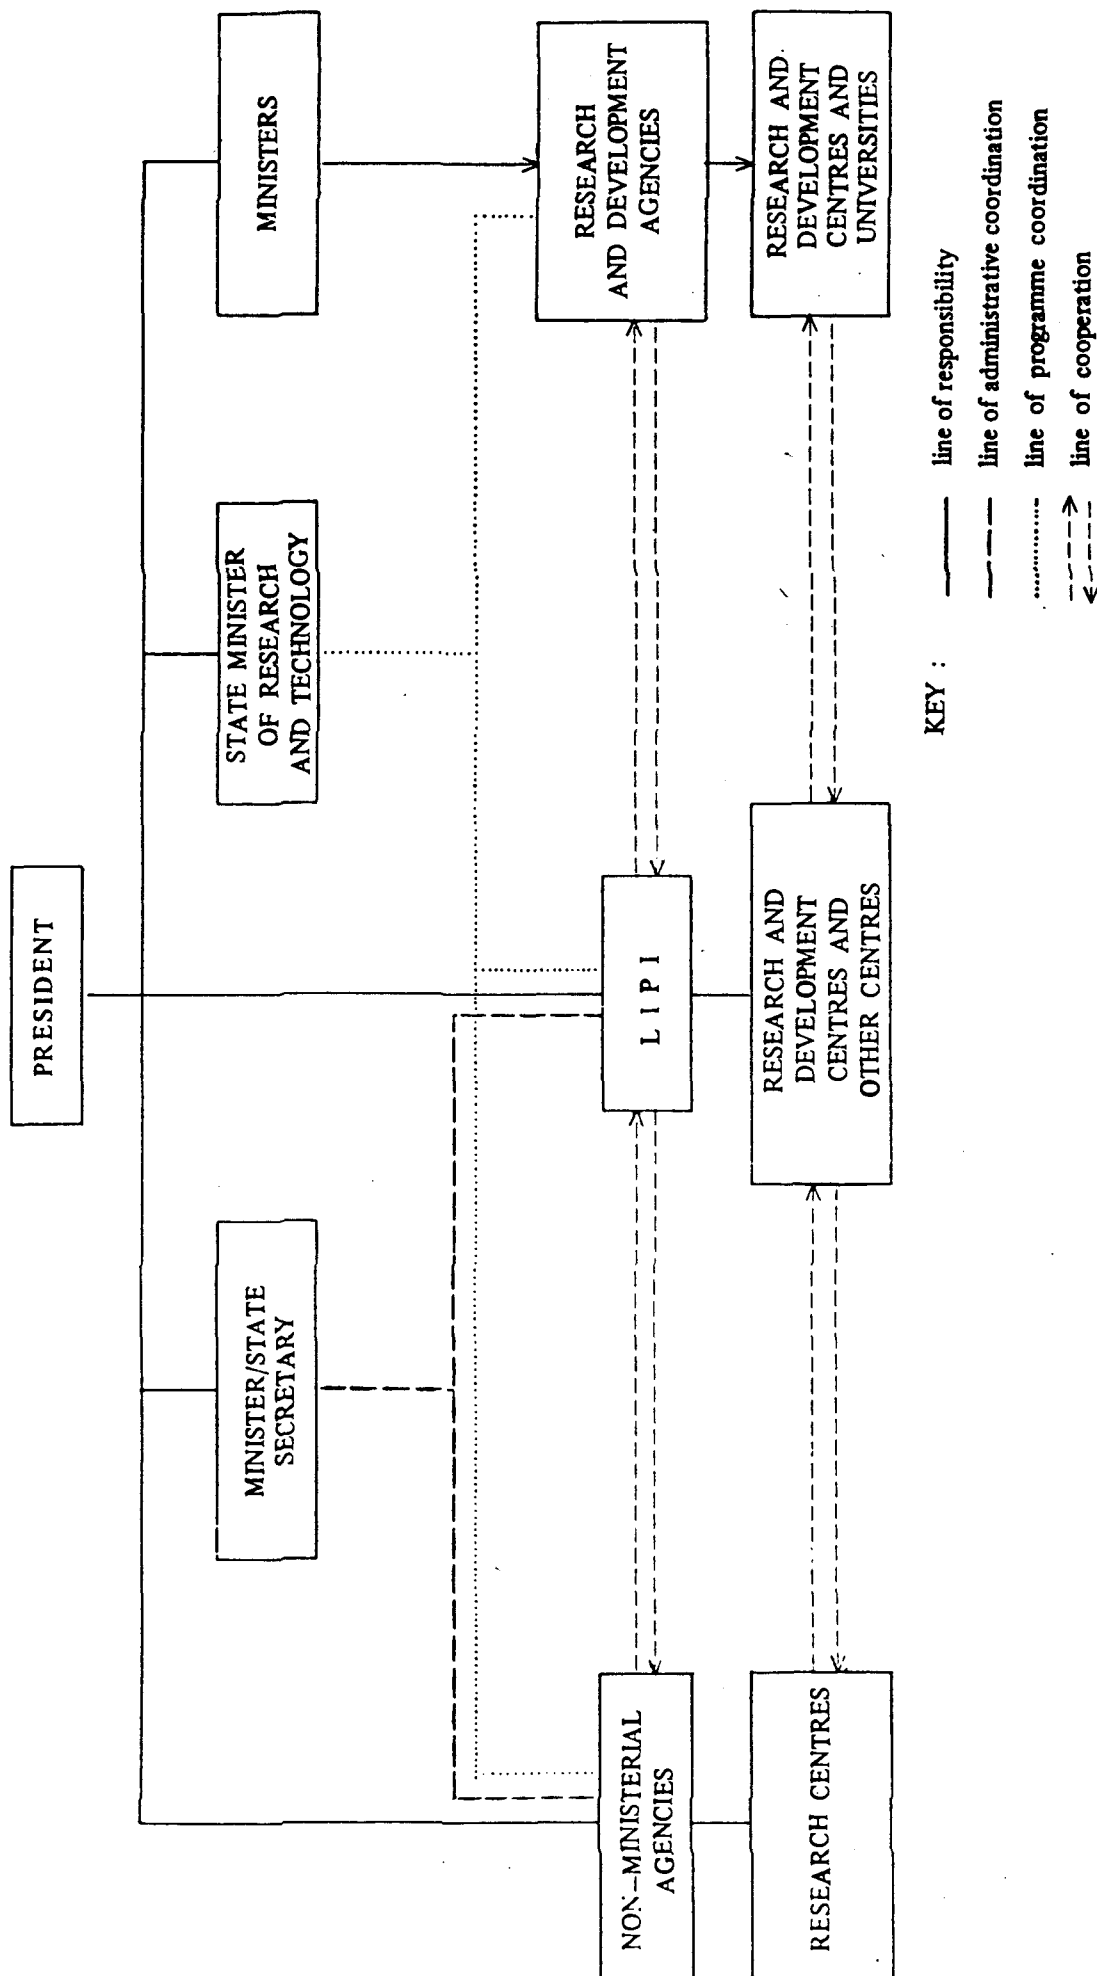 PRESIDENT
MINISTER/STATE
SECRETARY
STATE MINISTER
OF RESEARCH
AND TECHNOLOGY
MINISTERS
NON-MINISTERIAL
AGENCIES
L I P I
RESEARCH
AND DEVELOPMENT
AGENCIES
RESEARCH CENTRES
RESEARCH AND
DEVELOPMENT
CENTRES AND
OTHER CENTRES
RESEARCH AND
DEVELOPMENT
CENTRES AND
UNIVERSITIES
KEY :
line of responsibility
line of administrative coordination
line of programme coordination
line of cooperation